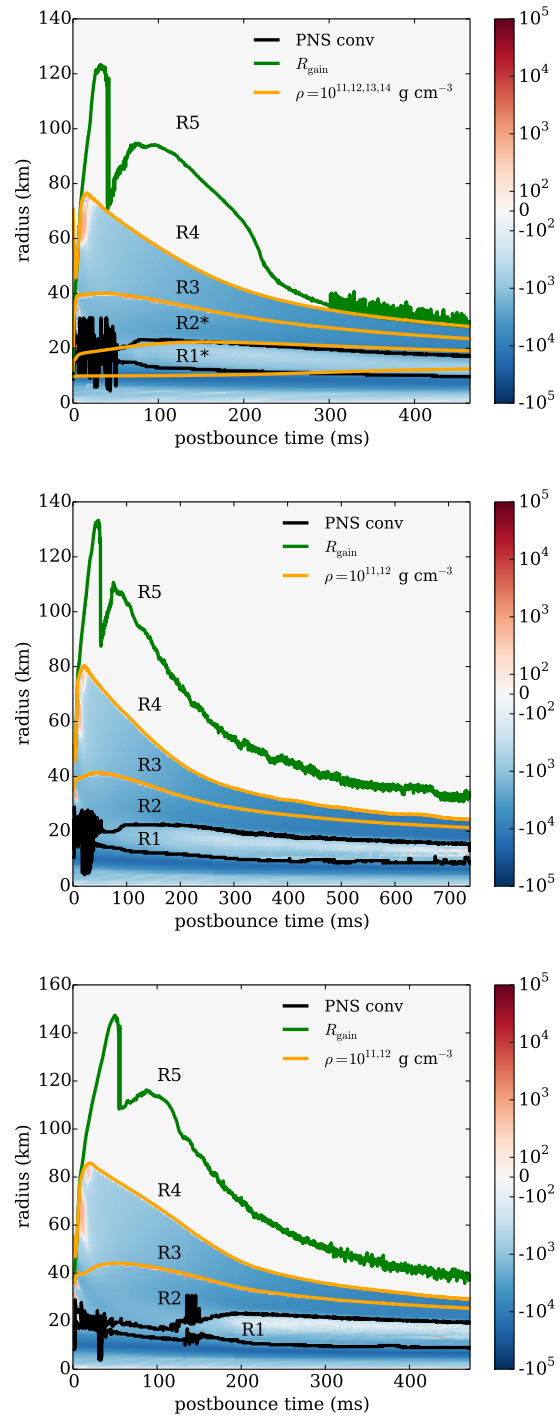 140
120
100
80
60
40
20
0
radius (km)
PNS conv
R_gain
ρ = 10^{11,12,13,14} g cm^{-3}
R5
R4
R3
R2*
R1*
0 100 200 300 400
postbounce time (ms)
10^5
10^4
10^3
10^2
0
-10^2
-10^3
-10^4
-10^5
140
120
100
80
60
40
20
0
radius (km)
PNS conv
R_gain
ρ = 10^{11,12} g cm^{-3}
R5
R4
R3
R2
R1
0 100 200 300 400 500 600 700
postbounce time (ms)
10^5
10^4
10^3
10^2
0
-10^2
-10^3
-10^4
-10^5
160
140
120
100
80
60
40
20
0
radius (km)
PNS conv
R_gain
ρ = 10^{11,12} g cm^{-3}
R5
R4
R3
R2
R1
0 100 200 300 400
postbounce time (ms)
10^5
10^4
10^3
10^2
0
-10^2
-10^3
-10^4
-10^5